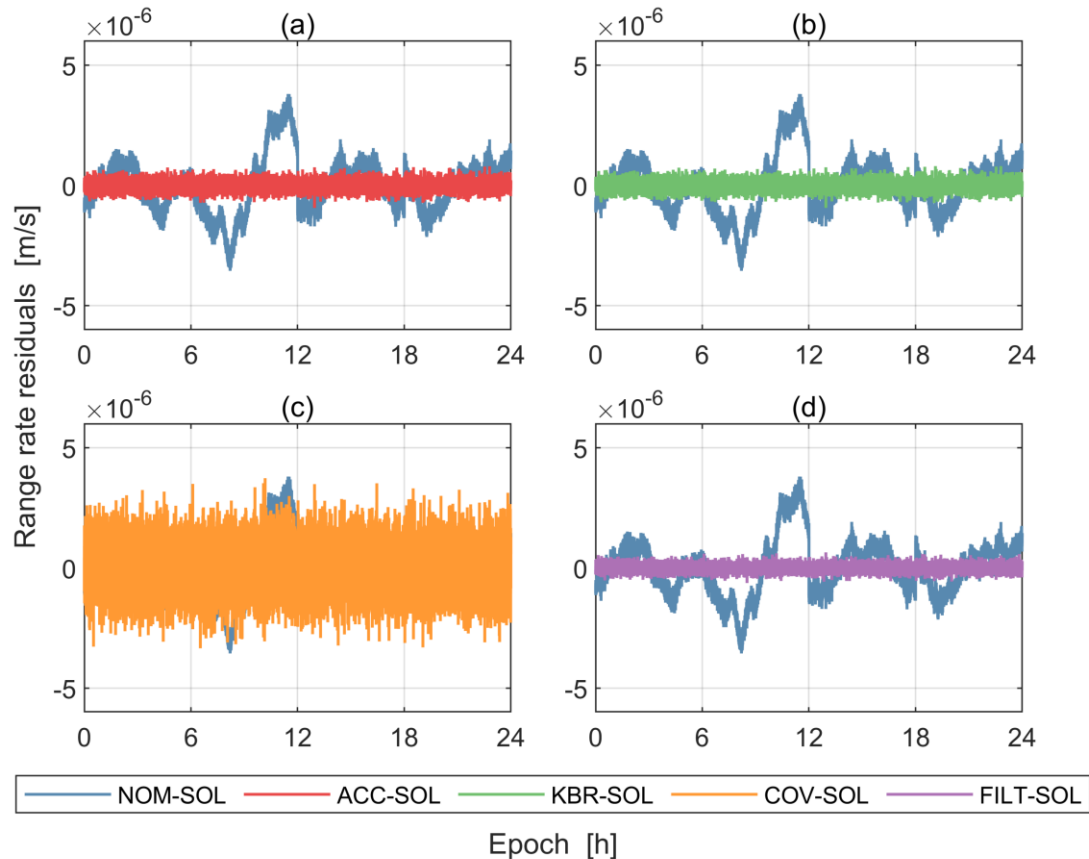 ×10⁻⁶ (a)
5
0
-5
0 6 12 18 24
×10⁻⁶ (b)
5
0
-5
0 6 12 18 24
×10⁻⁶ (c)
5
0
-5
0 6 12 18 24
×10⁻⁶ (d)
5
0
-5
0 6 12 18 24
Range rate residuals [m/s]
NOM-SOL ACC-SOL KBR-SOL COV-SOL FILT-SOL
Epoch [h]